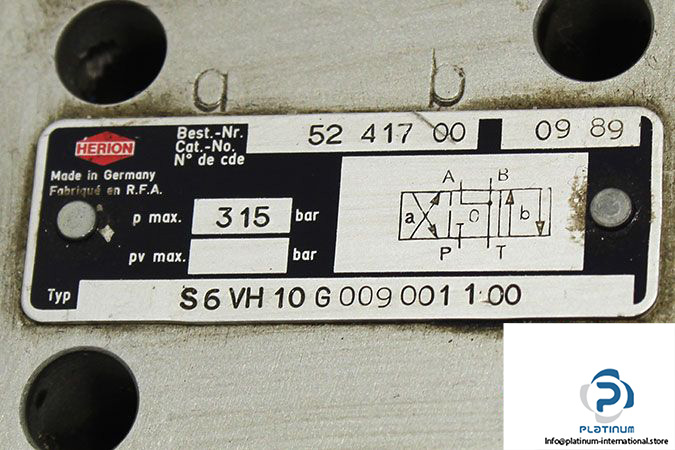 a b
HERION
Best.-Nr. 52 417 00 09 89
Cat.-No.
N° de cde
Made in Germany
Fabriqué en R.F.A.
p max. 315 bar
pv max. bar
A B
a 0 b
P T
Typ S6 VH 10 G 009 001 1 00
PLATINUM
Info@platinum-international.store